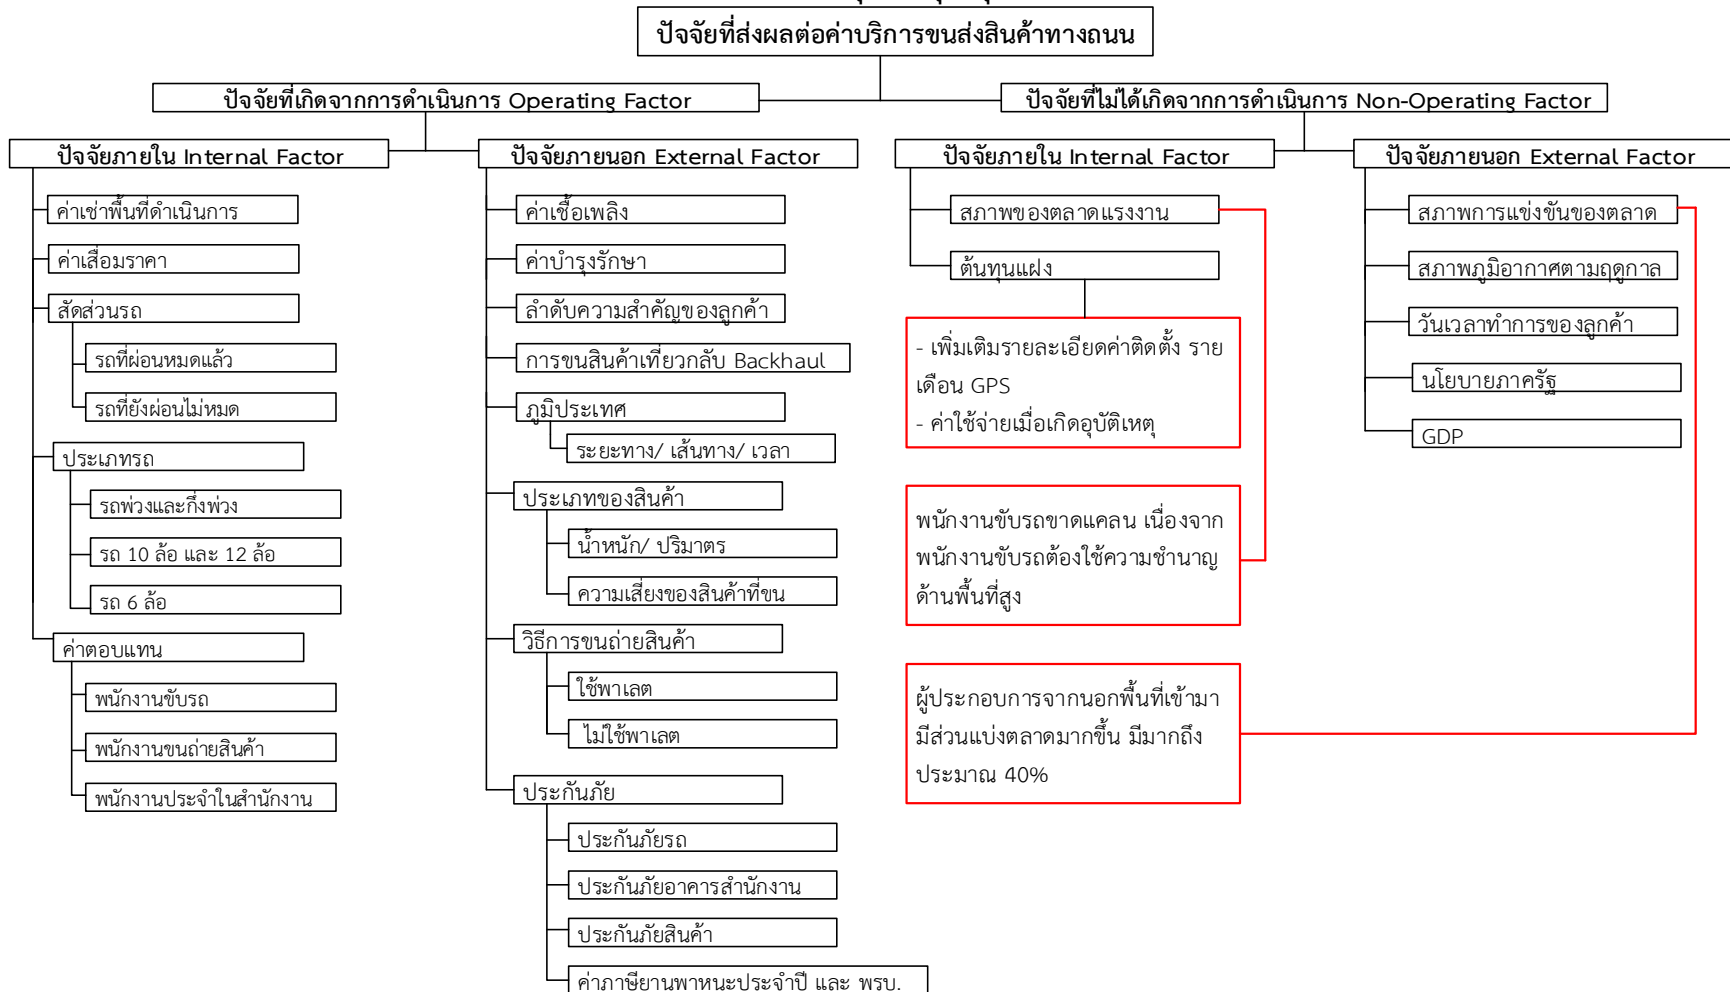 ปัจจัยที่ส่งผลต่อค่าบริการขนส่งสินค้าทางถนน
ปัจจัยที่เกิดจากการดำเนินการ Operating Factor
ปัจจัยที่ไม่ได้เกิดจากการดำเนินการ Non-Operating Factor
ปัจจัยภายใน Internal Factor
ค่าเช่าพื้นที่ดำเนินการ
ค่าเสื่อมราคา
สัดส่วนรถ
รถที่ผ่อนหมดแล้ว
รถที่ยังผ่อนไม่หมด
ประเภทรถ
รถพ่วงและกึ่งพ่วง
รถ 10 ล้อ และ 12 ล้อ
รถ 6 ล้อ
ค่าตอบแทน
พนักงานขับรถ
พนักงานขนถ่ายสินค้า
พนักงานประจำในสำนักงาน
ปัจจัยภายนอก External Factor
ค่าเชื้อเพลิง
ค่าบำรุงรักษา
ลำดับความสำคัญของลูกค้า
การขนสินค้าเที่ยวกลับ Backhaul
ภูมิประเทศ
ระยะทาง/ เส้นทาง/ เวลา
ประเภทของสินค้า
น้ำหนัก/ ปริมาตร
ความเสี่ยงของสินค้าที่ขน
วิธีการขนถ่ายสินค้า
ใช้พาเลต
ไม่ใช้พาเลต
ประกันภัย
ประกันภัยรถ
ประกันภัยอาคารสำนักงาน
ประกันภัยสินค้า
ค่าภาษียานพาหนะประจำปี และ พรบ.
ปัจจัยภายใน Internal Factor
สภาพของตลาดแรงงาน
ต้นทุนแฝง
- เพิ่มเติมรายละเอียดค่าติดตั้ง ราย
เดือน GPS
- ค่าใช้จ่ายเมื่อเกิดอุบัติเหตุ
พนักงานขับรถขาดแคลน เนื่องจาก
พนักงานขับรถต้องใช้ความชำนาญ
ด้านพื้นที่สูง
ผู้ประกอบการจากนอกพื้นที่เข้ามา
มีส่วนแบ่งตลาดมากขึ้น มีมากถึง
ประมาณ 40%
ปัจจัยภายนอก External Factor
สภาพการแข่งขันของตลาด
สภาพภูมิอากาศตามฤดูกาล
วันเวลาทำการของลูกค้า
นโยบายภาครัฐ
GDP